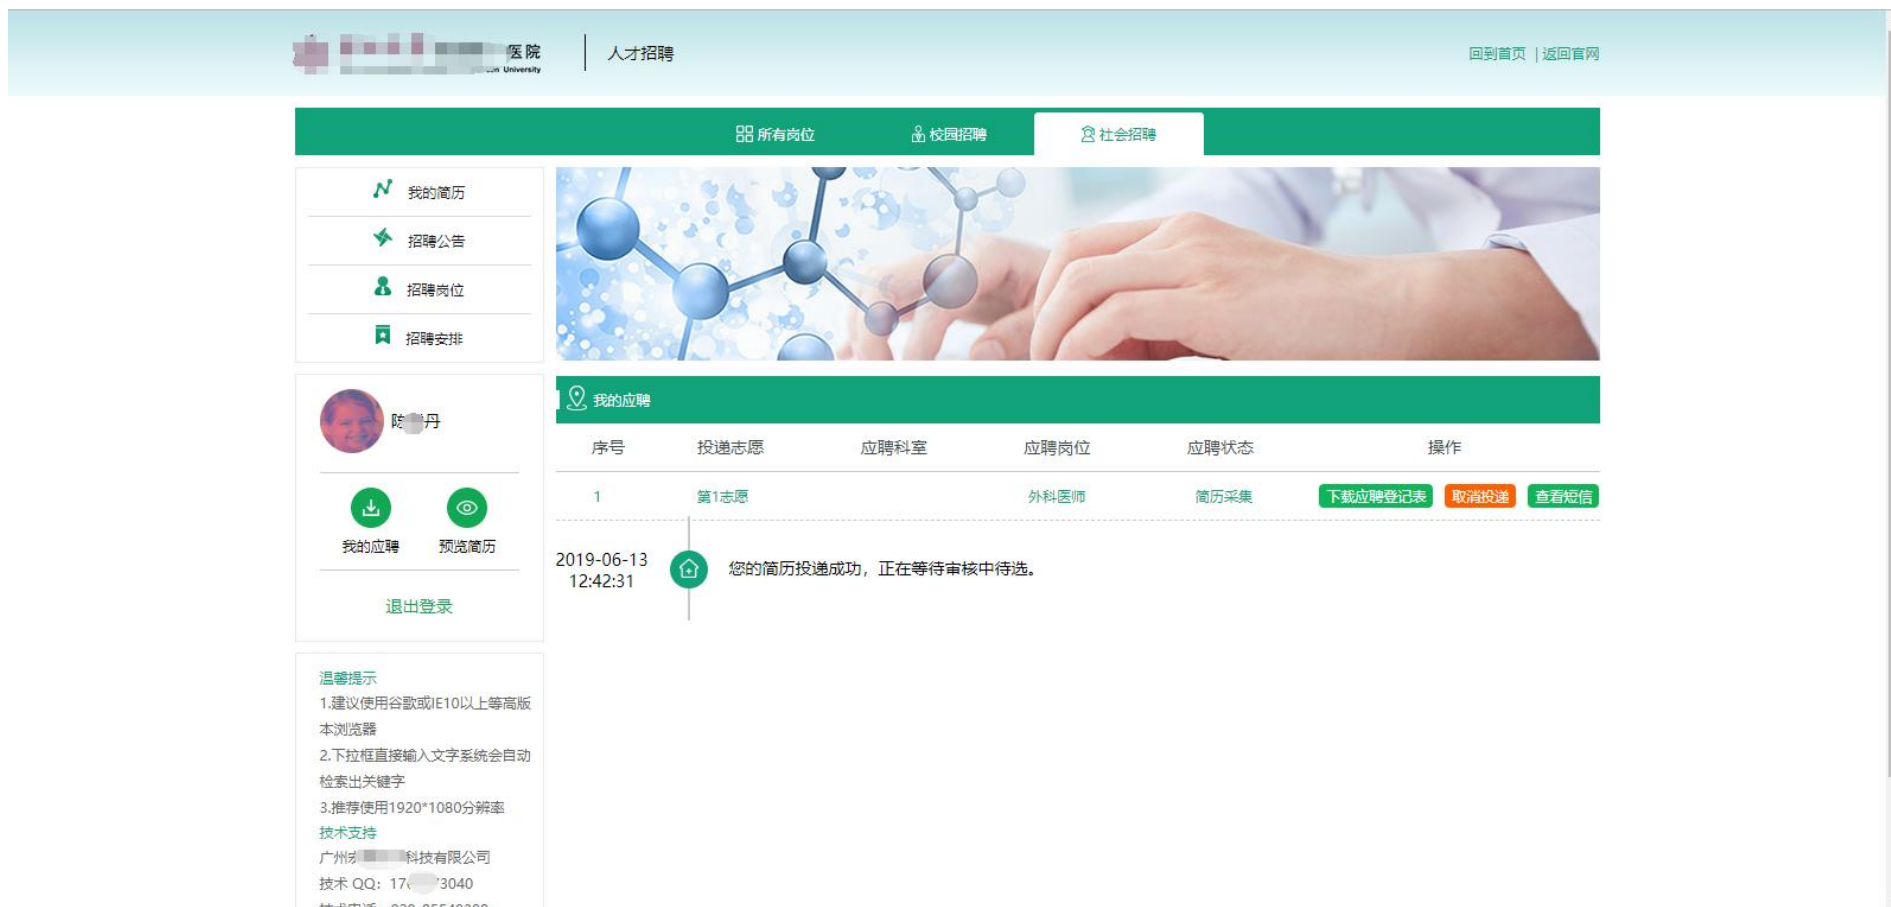 医院
University
人才招聘
回到首页 | 返回官网
所有岗位 校园招聘 社会招聘
我的简历
招聘公告
招聘岗位
招聘安排
陈 丹
我的应聘 预览简历
退出登录
我的应聘
序号 投递志愿 应聘科室 应聘岗位 应聘状态 操作
1 第1志愿 外科医师 简历采集 下载应聘登记表 取消投递 查看短信
2019-06-13
12:42:31
您的简历投递成功，正在等待审核中待选。
温馨提示
1.建议使用谷歌或IE10以上等高版
本浏览器
2.下拉框直接输入文字系统会自动
检索出关键字
3.推荐使用1920*1080分辨率
技术支持
广州 科技有限公司
技术 QQ：17 3040